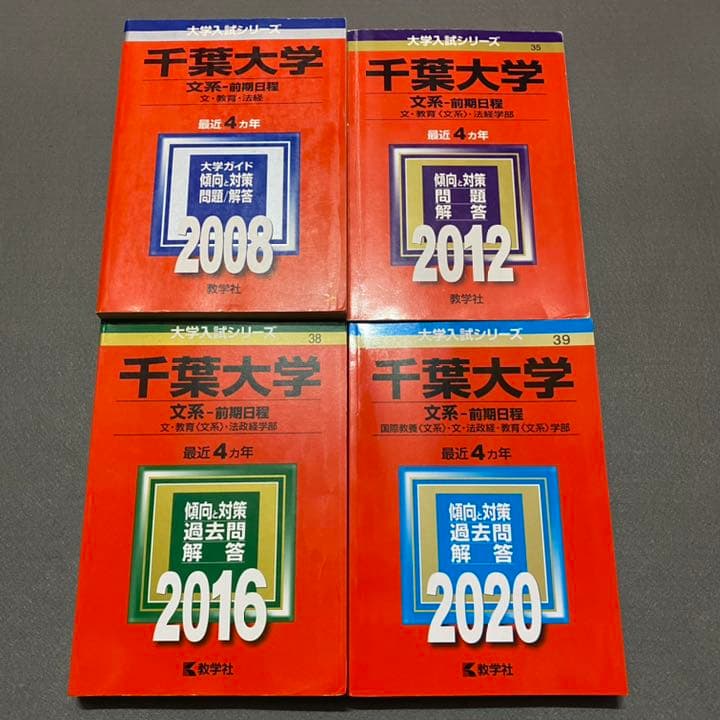 大学入試シリーズ
千葉大学
文系-前期日程
文・教育・法経
最近4カ年
大学ガイド
傾向と対策
問題/解答
2008
教学社
大学入試シリーズ
35
千葉大学
文系-前期日程
文・教育〈文系〉・法経学部
最近4カ年
傾向と対策
問題
解答
2012
教学社
大学入試シリーズ
38
千葉大学
文系-前期日程
文・教育〈文系〉・法政経学部
最近4カ年
傾向と対策
過去問
解答
2016
教学社
大学入試シリーズ
39
千葉大学
文系-前期日程
国際教養〈文系〉・文・法政経・教育〈文系〉学部
最近4カ年
傾向と対策
過去問
解答
2020
教学社